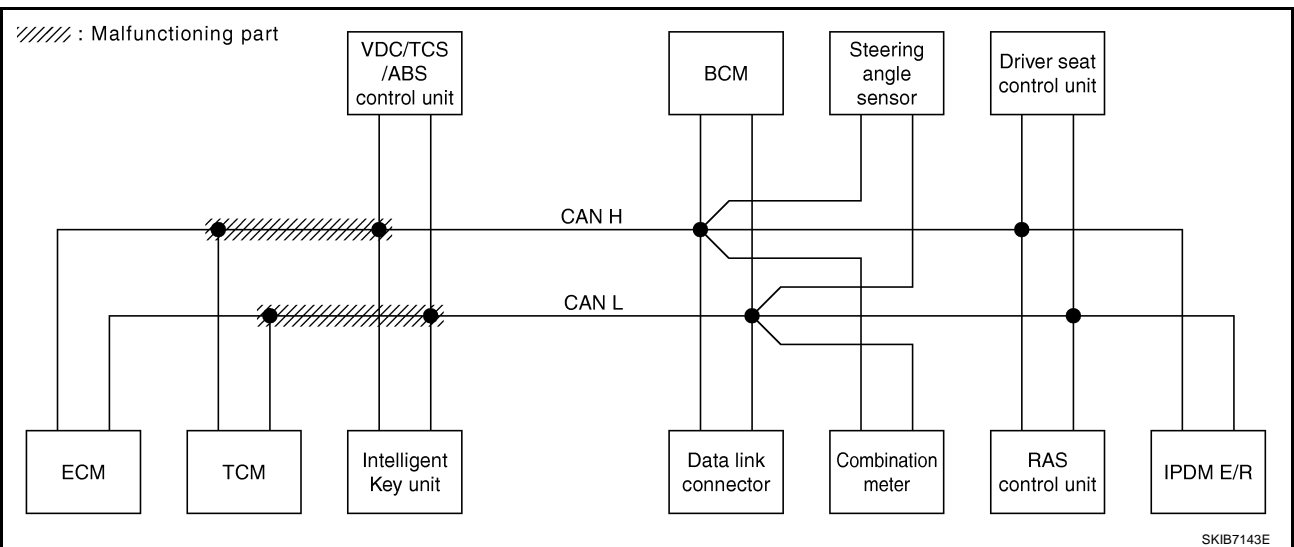 : Malfunctioning part
VDC/TCS
/ABS
control unit
BCM
Steering
angle
sensor
Driver seat
control unit
CAN H
CAN L
ECM
TCM
Intelligent
Key unit
Data link
connector
Combination
meter
RAS
control unit
IPDM E/R
SKIB7143E